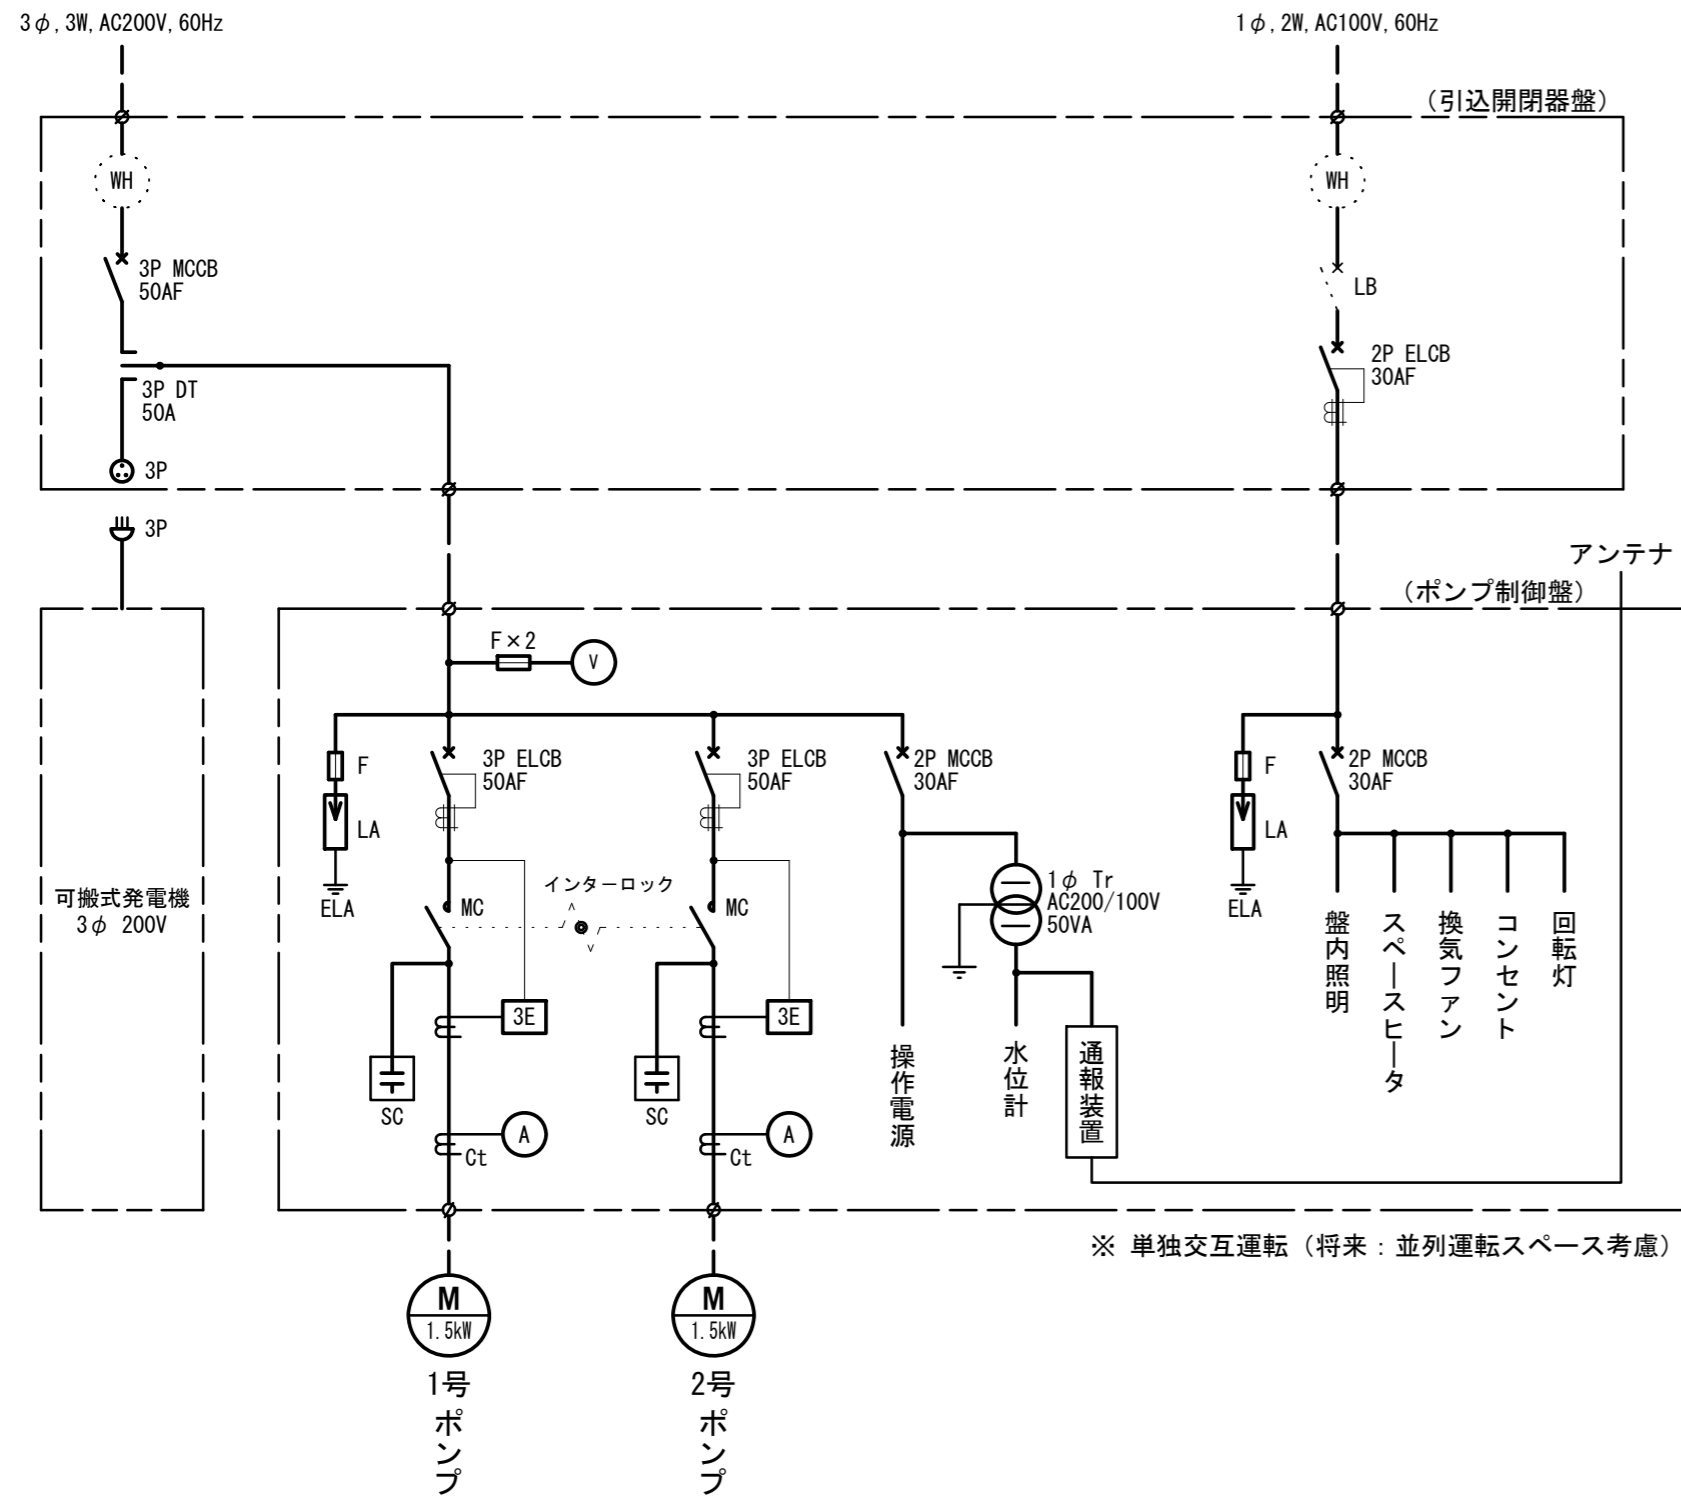 3φ, 3W, AC200V, 60Hz
1φ, 2W, AC100V, 60Hz
(引込開閉器盤)
WH
WH
3P MCCB
50AF
LB
2P ELCB
30AF
3P DT
50A
3P
3P
アンテナ
(ポンプ制御盤)
F×2
V
F
LA
ELA
3P ELCB
50AF
3P ELCB
50AF
2P MCCB
30AF
F
LA
ELA
2P MCCB
30AF
可搬式発電機
3φ 200V
インターロック
MC
MC
1φ Tr
AC200/100V
50VA
盤内照明
スペースヒータ
換気ファン
コンセント
回転灯
3E
3E
SC
SC
操作電源
水位計
通報装置
A
Ct
A
Ct
※ 単独交互運転(将来:並列運転スペース考慮)
M
1.5kW
M
1.5kW
1号
ポンプ
2号
ポンプ